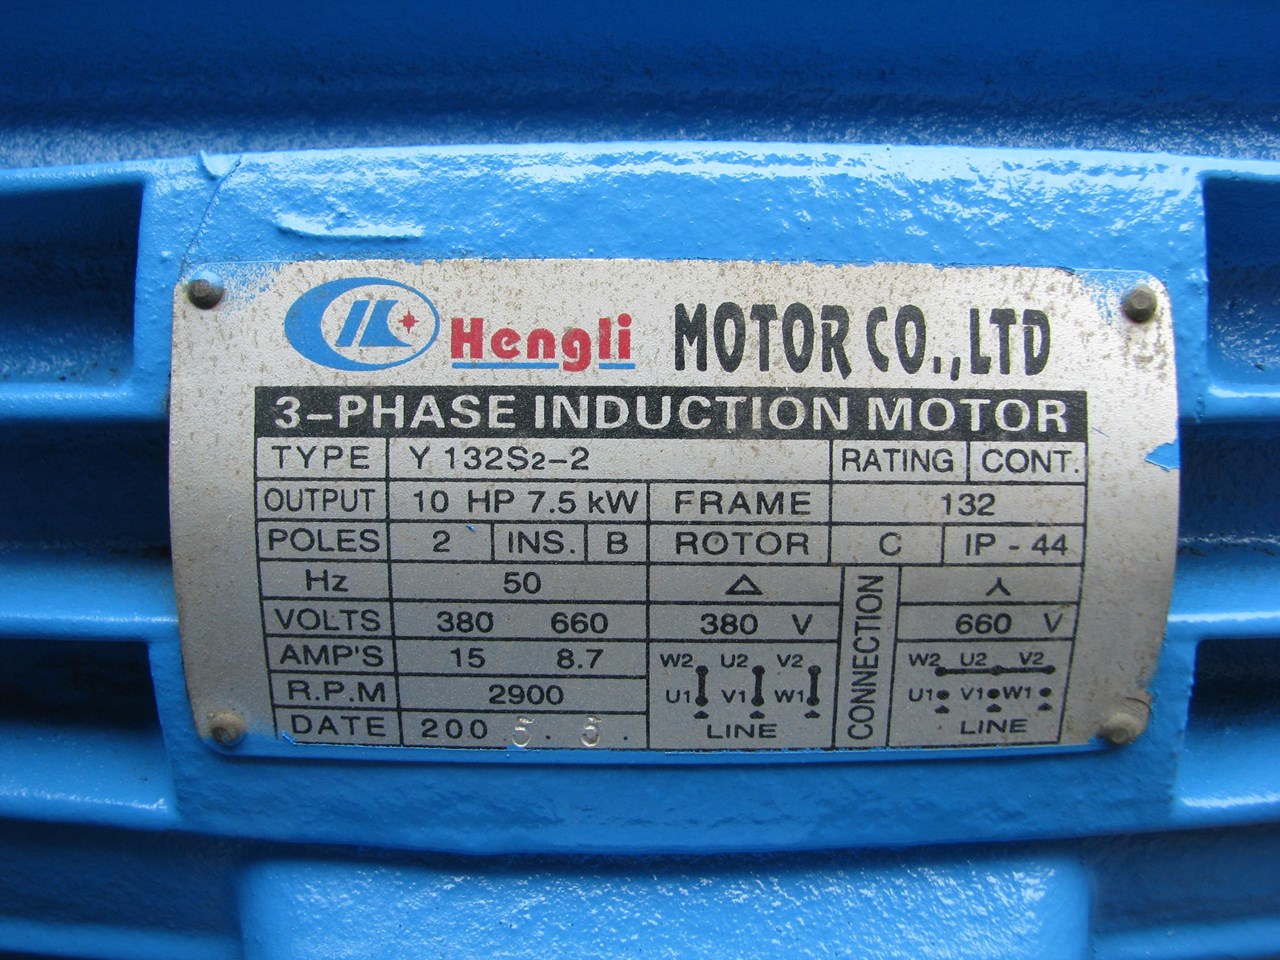 Hengli MOTOR CO.,LTD
3-PHASE INDUCTION MOTOR
TYPE Y 132S2-2 RATING CONT.
OUTPUT 10 HP 7.5 kW FRAME 132
POLES 2 INS. B ROTOR C IP - 44
Hz 50 △ 人
VOLTS 380 660 380 V CONNECTION 660 V
AMP'S 15 8.7 W2 U2 V2 W2 U2 V2
R.P.M 2900 U1 V1 W1 U1 V1 W1
DATE 200 5. 5. LINE LINE